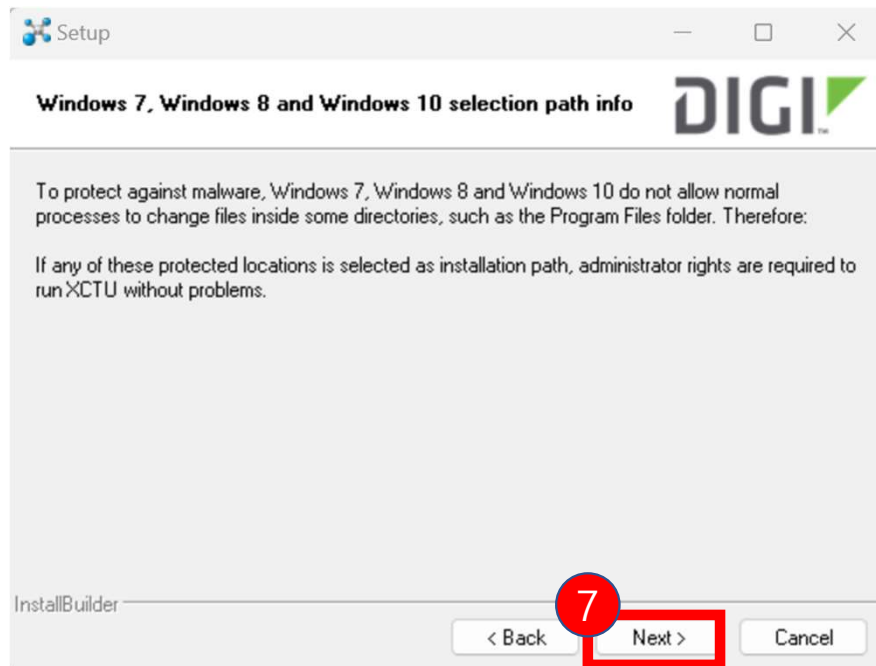 Setup
Windows 7, Windows 8 and Windows 10 selection path info
DIGI
TM
To protect against malware, Windows 7, Windows 8 and Windows 10 do not allow normal
processes to change files inside some directories, such as the Program Files folder. Therefore:
If any of these protected locations is selected as installation path, administrator rights are required to
run XCTU without problems.
InstallBuilder
7
< Back Next > Cancel